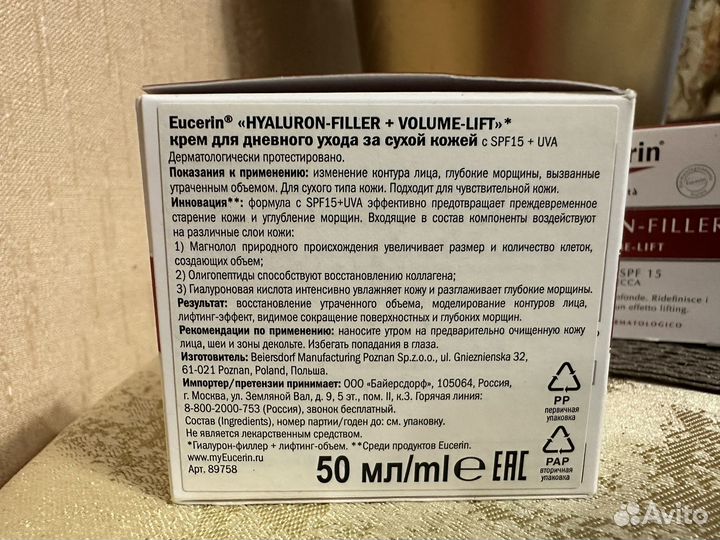 Eucerin® «HYALURON-FILLER + VOLUME-LIFT»*
крем для дневного ухода за сухой кожей с SPF15 + UVA
Дерматологически протестировано.
Показания к применению: изменение контура лица, глубокие морщины, вызванные
утраченным объемом. Для сухого типа кожи. Подходит для чувствительной кожи.
Инновация**: формула с SPF15+UVA эффективно предотвращает преждевременное
старение кожи и углубление морщин. Входящие в состав компоненты воздействуют
на различные слои кожи:
1) Магнолол природного происхождения увеличивает размер и количество клеток,
создающих объем;
2) Олигопептиды способствуют восстановлению коллагена;
3) Гиалуроновая кислота интенсивно увлажняет кожу и разглаживает глубокие морщины.
Результат: восстановление утраченного объема, моделирование контуров лица,
лифтинг-эффект, видимое сокращение поверхностных и глубоких морщин.
Рекомендации по применению: наносите утром на предварительно очищенную кожу
лица, шеи и зоны декольте. Избегать попадания в глаза.
Изготовитель: Beiersdorf Manufacturing Poznan Sp.z.o.o., ul. Gnieznienska 32,
61-021 Poznan, Poland, Польша.
Импортер/претензии принимает: ООО «Байерсдорф», 105064, Россия,
г. Москва, ул. Земляной Вал, д. 9, 5 эт., пом. II, к.3. Горячая линия:
8-800-2000-753 (Россия), звонок бесплатный.
Состав (Ingredients), номер партии/годен до: см. упаковку.
Не является лекарственным средством.
*Гиалурон-филлер + лифтинг-объем. **Среди продуктов Eucerin.
www.myEucerin.ru
Арт. 89758
50 мл/ml e EAC
PP
первичная
упаковка
PAP
вторичная
упаковка
erin®
N-FILLER
ME-LIFT
SPF 15
CCA
onde. Ridefinisce i
un effetto lifting.
RMATOLOGICO
Avito